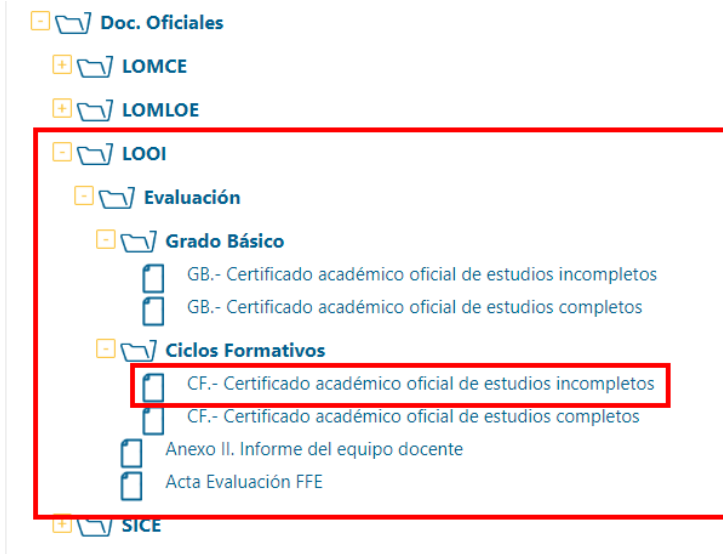 Doc. Oficiales
LOMCE
LOMLOE
LOOI
Evaluación
Grado Básico
GB.- Certificado académico oficial de estudios incompletos
GB.- Certificado académico oficial de estudios completos
Ciclos Formativos
CF.- Certificado académico oficial de estudios incompletos
CF.- Certificado académico oficial de estudios completos
Anexo II. Informe del equipo docente
Acta Evaluación FFE
SICE